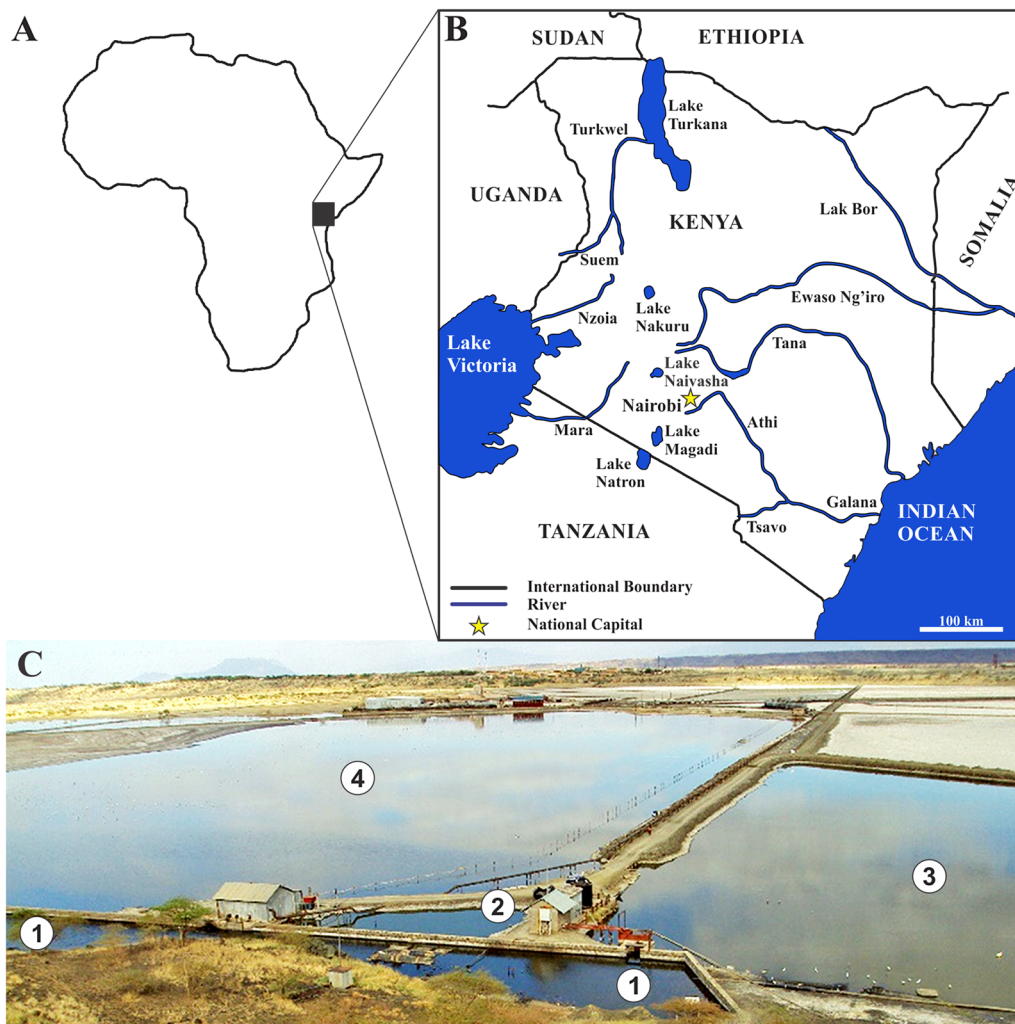 A
B
SUDAN
ETHIOPIA
Lake
Turkana
Turkwel
UGANDA
KENYA
Lak Bor
SOMALIA
Suem
Ewaso Ng’iro
Nzoia
Lake
Nakuru
Tana
Lake
Victoria
Lake
Naivasha
Nairobi
Athi
Mara
Lake
Magadi
Lake
Natron
Galana
INDIAN
OCEAN
Tsavo
TANZANIA
International Boundary
River
National Capital
100 km
C
4
3
2
1
1